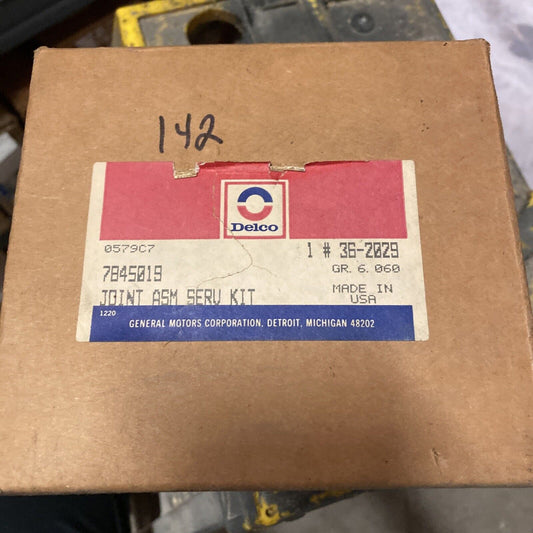 142
Delco
0579C7 1 # 36-2029
7845019 GR. 6. 060
JOINT ASM SERV KIT MADE IN
USA
1220
GENERAL MOTORS CORPORATION, DETROIT, MICHIGAN 48202